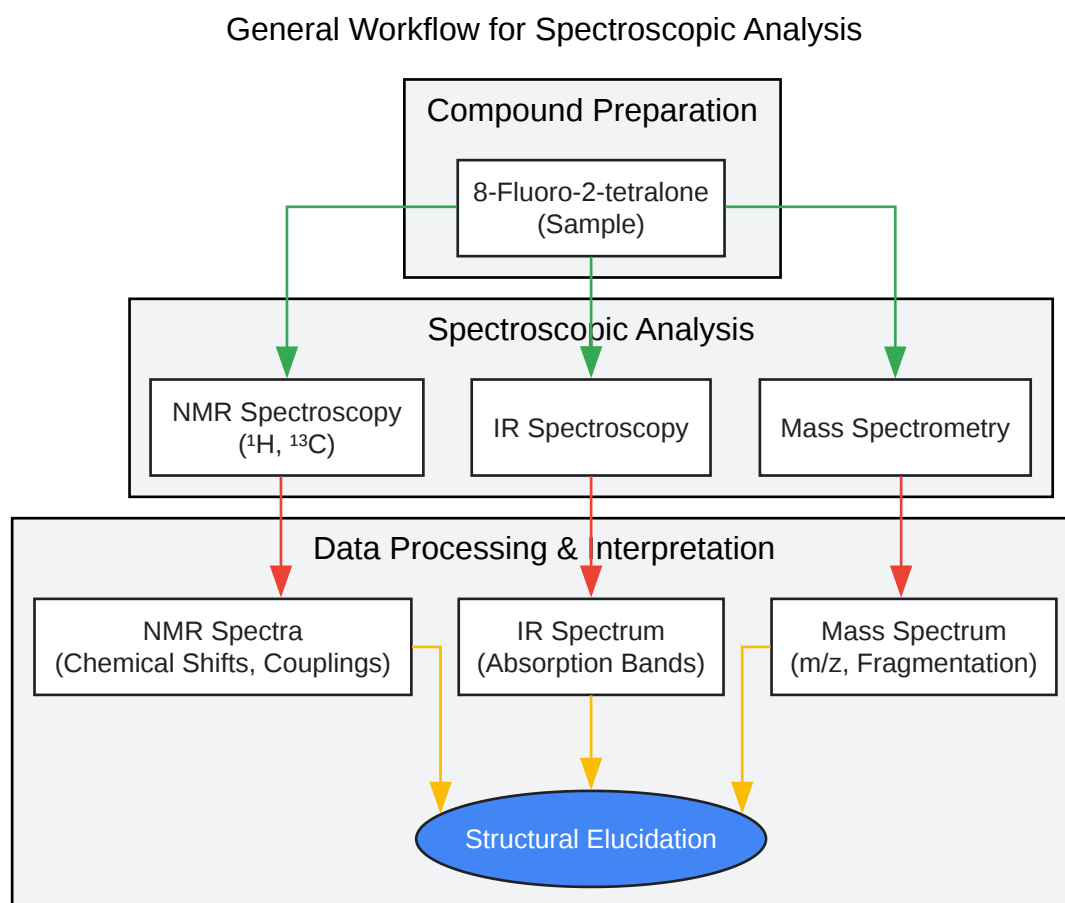 General Workflow for Spectroscopic Analysis
Compound Preparation
8-Fluoro-2-tetralone
(Sample)
Spectroscopic Analysis
NMR Spectroscopy
(¹H, ¹³C)
IR Spectroscopy
Mass Spectrometry
Data Processing & Interpretation
NMR Spectra
(Chemical Shifts, Couplings)
IR Spectrum
(Absorption Bands)
Mass Spectrum
(m/z, Fragmentation)
Structural Elucidation